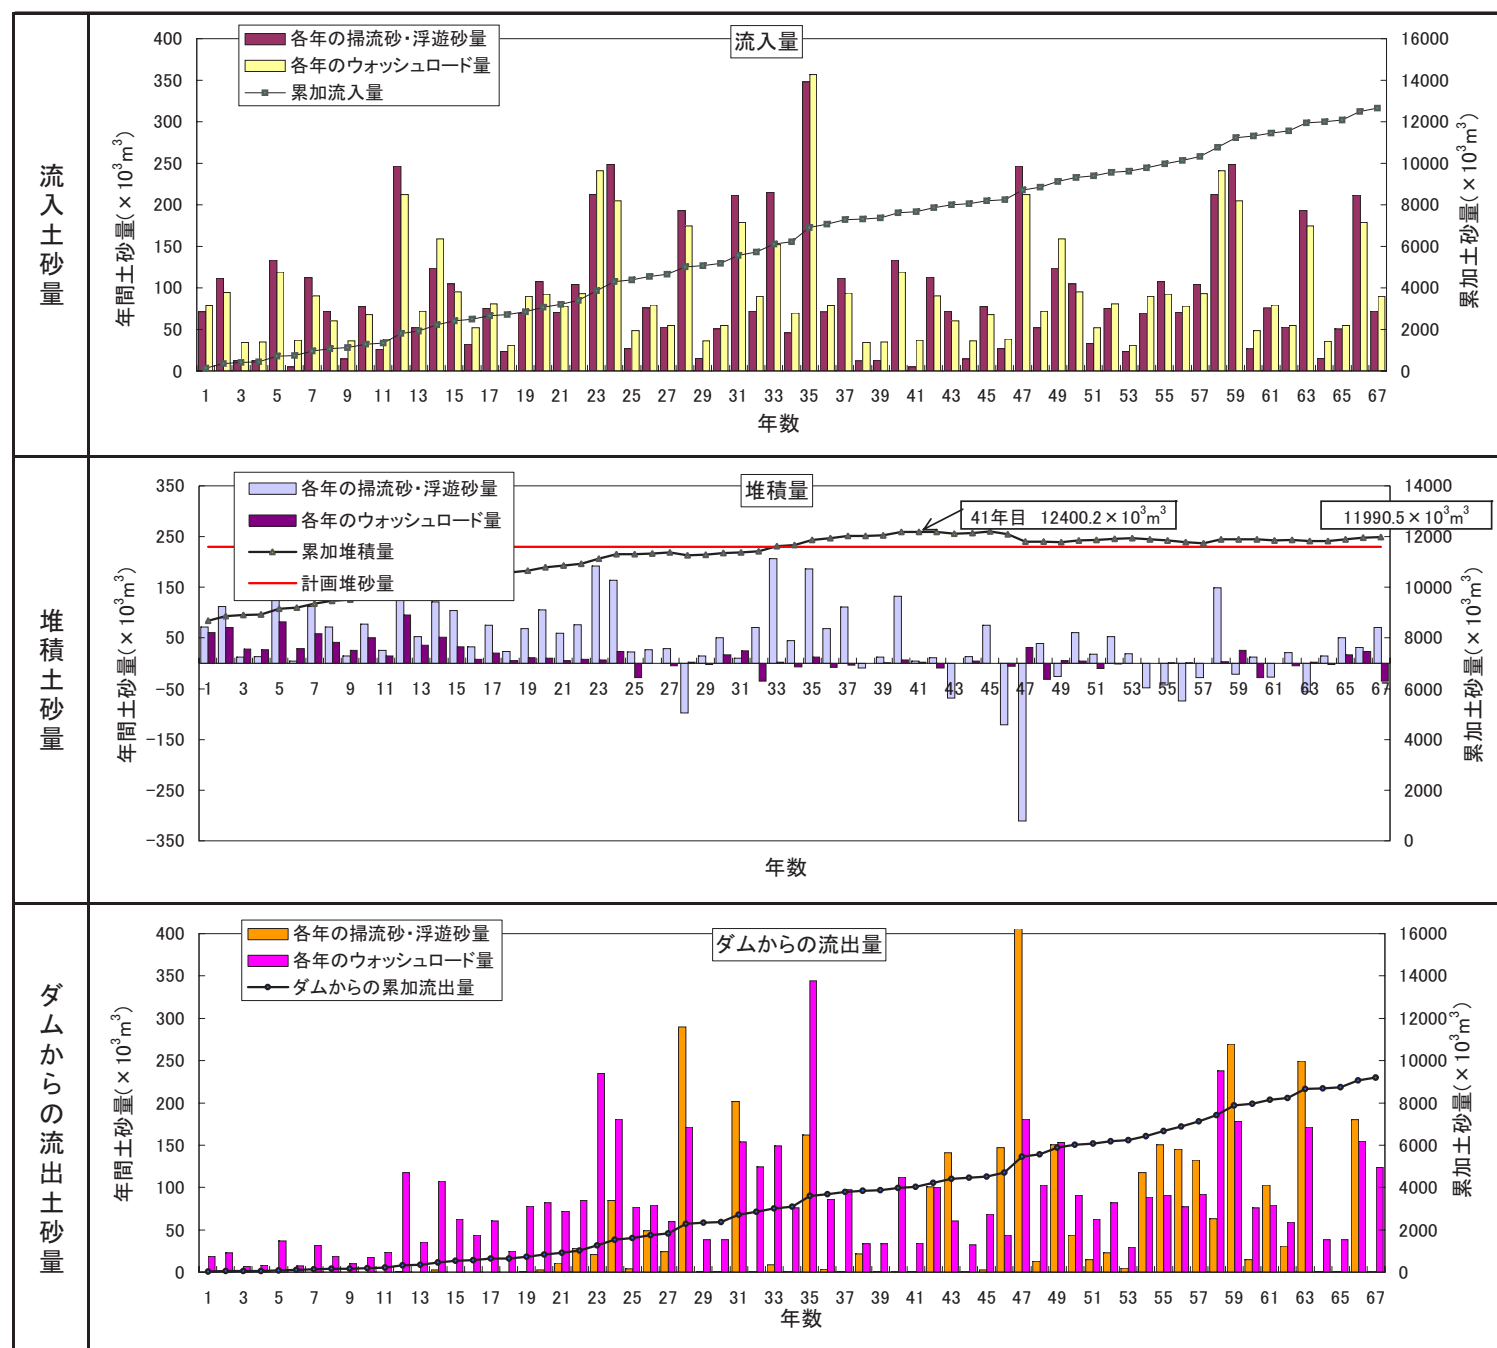 流入土砂量
流入量
各年の掃流砂・浮遊砂量
各年のウォッシュロード量
累加流入量
年間土砂量(×10³m³)
400
350
300
250
200
150
100
50
0
累加土砂量(×10³m³)
16000
14000
12000
10000
8000
6000
4000
2000
0
1 3 5 7 9 11 13 15 17 19 21 23 25 27 29 31 33 35 37 39 41 43 45 47 49 51 53 55 57 59 61 63 65 67
年数
堆積土砂量
堆積量
各年の掃流砂・浮遊砂量
各年のウォッシュロード量
累加堆積量
計画堆砂量
41年目 12400.2×10³m³
11990.5×10³m³
年間土砂量(×10³m³)
350
250
150
50
-50
-150
-250
-350
累加土砂量(×10³m³)
14000
12000
10000
8000
6000
4000
2000
0
1 3 5 7 9 11 13 15 17 19 21 23 25 27 29 31 33 35 37 39 41 43 45 47 49 51 53 55 57 59 61 63 65 67
年数
ダムからの流出土砂量
ダムからの流出量
各年の掃流砂・浮遊砂量
各年のウォッシュロード量
ダムからの累加流出量
年間土砂量(×10³m³)
400
350
300
250
200
150
100
50
0
累加土砂量(×10³m³)
16000
14000
12000
10000
8000
6000
4000
2000
0
1 3 5 7 9 11 13 15 17 19 21 23 25 27 29 31 33 35 37 39 41 43 45 47 49 51 53 55 57 59 61 63 65 67
年数